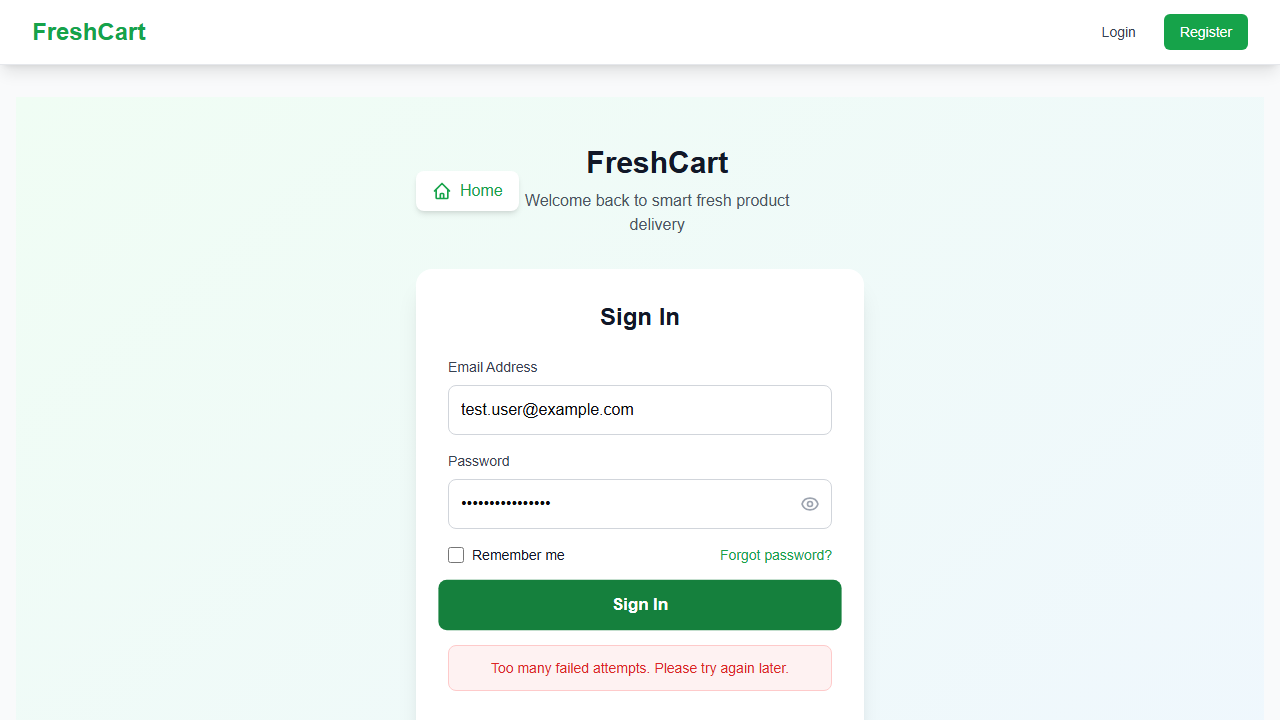 FreshCart
Login
Register
FreshCart
Home
Welcome back to smart fresh product
delivery
Sign In
Email Address
test.user@example.com
Password
••••••••••••••••
Remember me
Forgot password?
Sign In
Too many failed attempts. Please try again later.